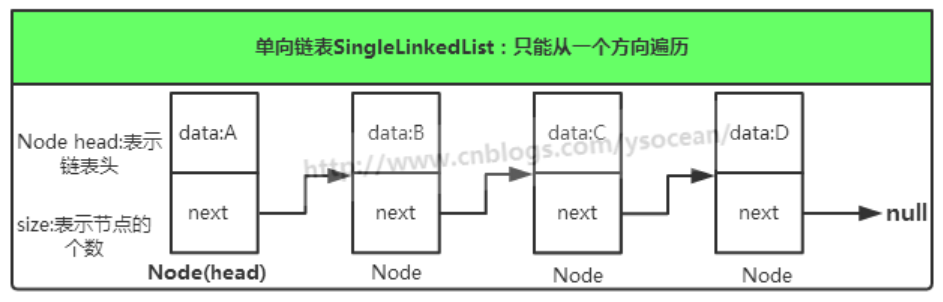 单向链表SingleLinkedList：只能从一个方向遍历
Node head:表示
链表头
size:表示节点的
个数
data:A
next
Node(head)
data:B
next
Node
data:C
next
Node
data:D
next
Node
null
http://www.cnblogs.com/ysocean/